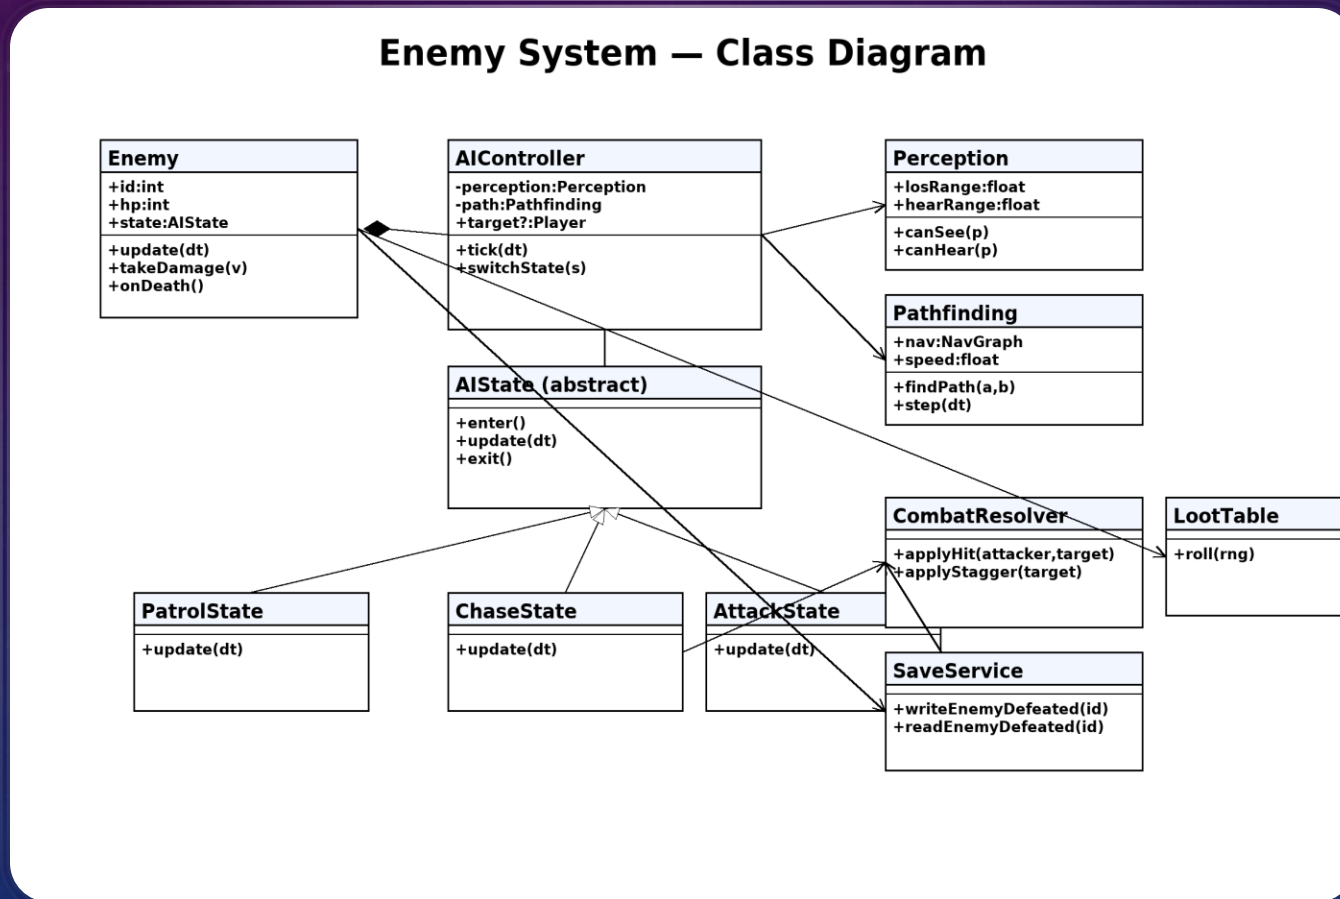 Enemy System — Class Diagram
Enemy
+id:int
+hp:int
+state:AIState
+update(dt)
+takeDamage(v)
+onDeath()
AIController
-perception:Perception
-path:Pathfinding
+target?:Player
+tick(dt)
+switchState(s)
Perception
+losRange:float
+hearRange:float
+canSee(p)
+canHear(p)
Pathfinding
+nav:NavGraph
+speed:float
+findPath(a,b)
+step(dt)
AIState (abstract)
+enter()
+update(dt)
+exit()
CombatResolver
+applyHit(attacker,target)
+applyStagger(target)
LootTable
+roll(rng)
PatrolState
+update(dt)
ChaseState
+update(dt)
AttackState
+update(dt)
SaveService
+writeEnemyDefeated(id)
+readEnemyDefeated(id)